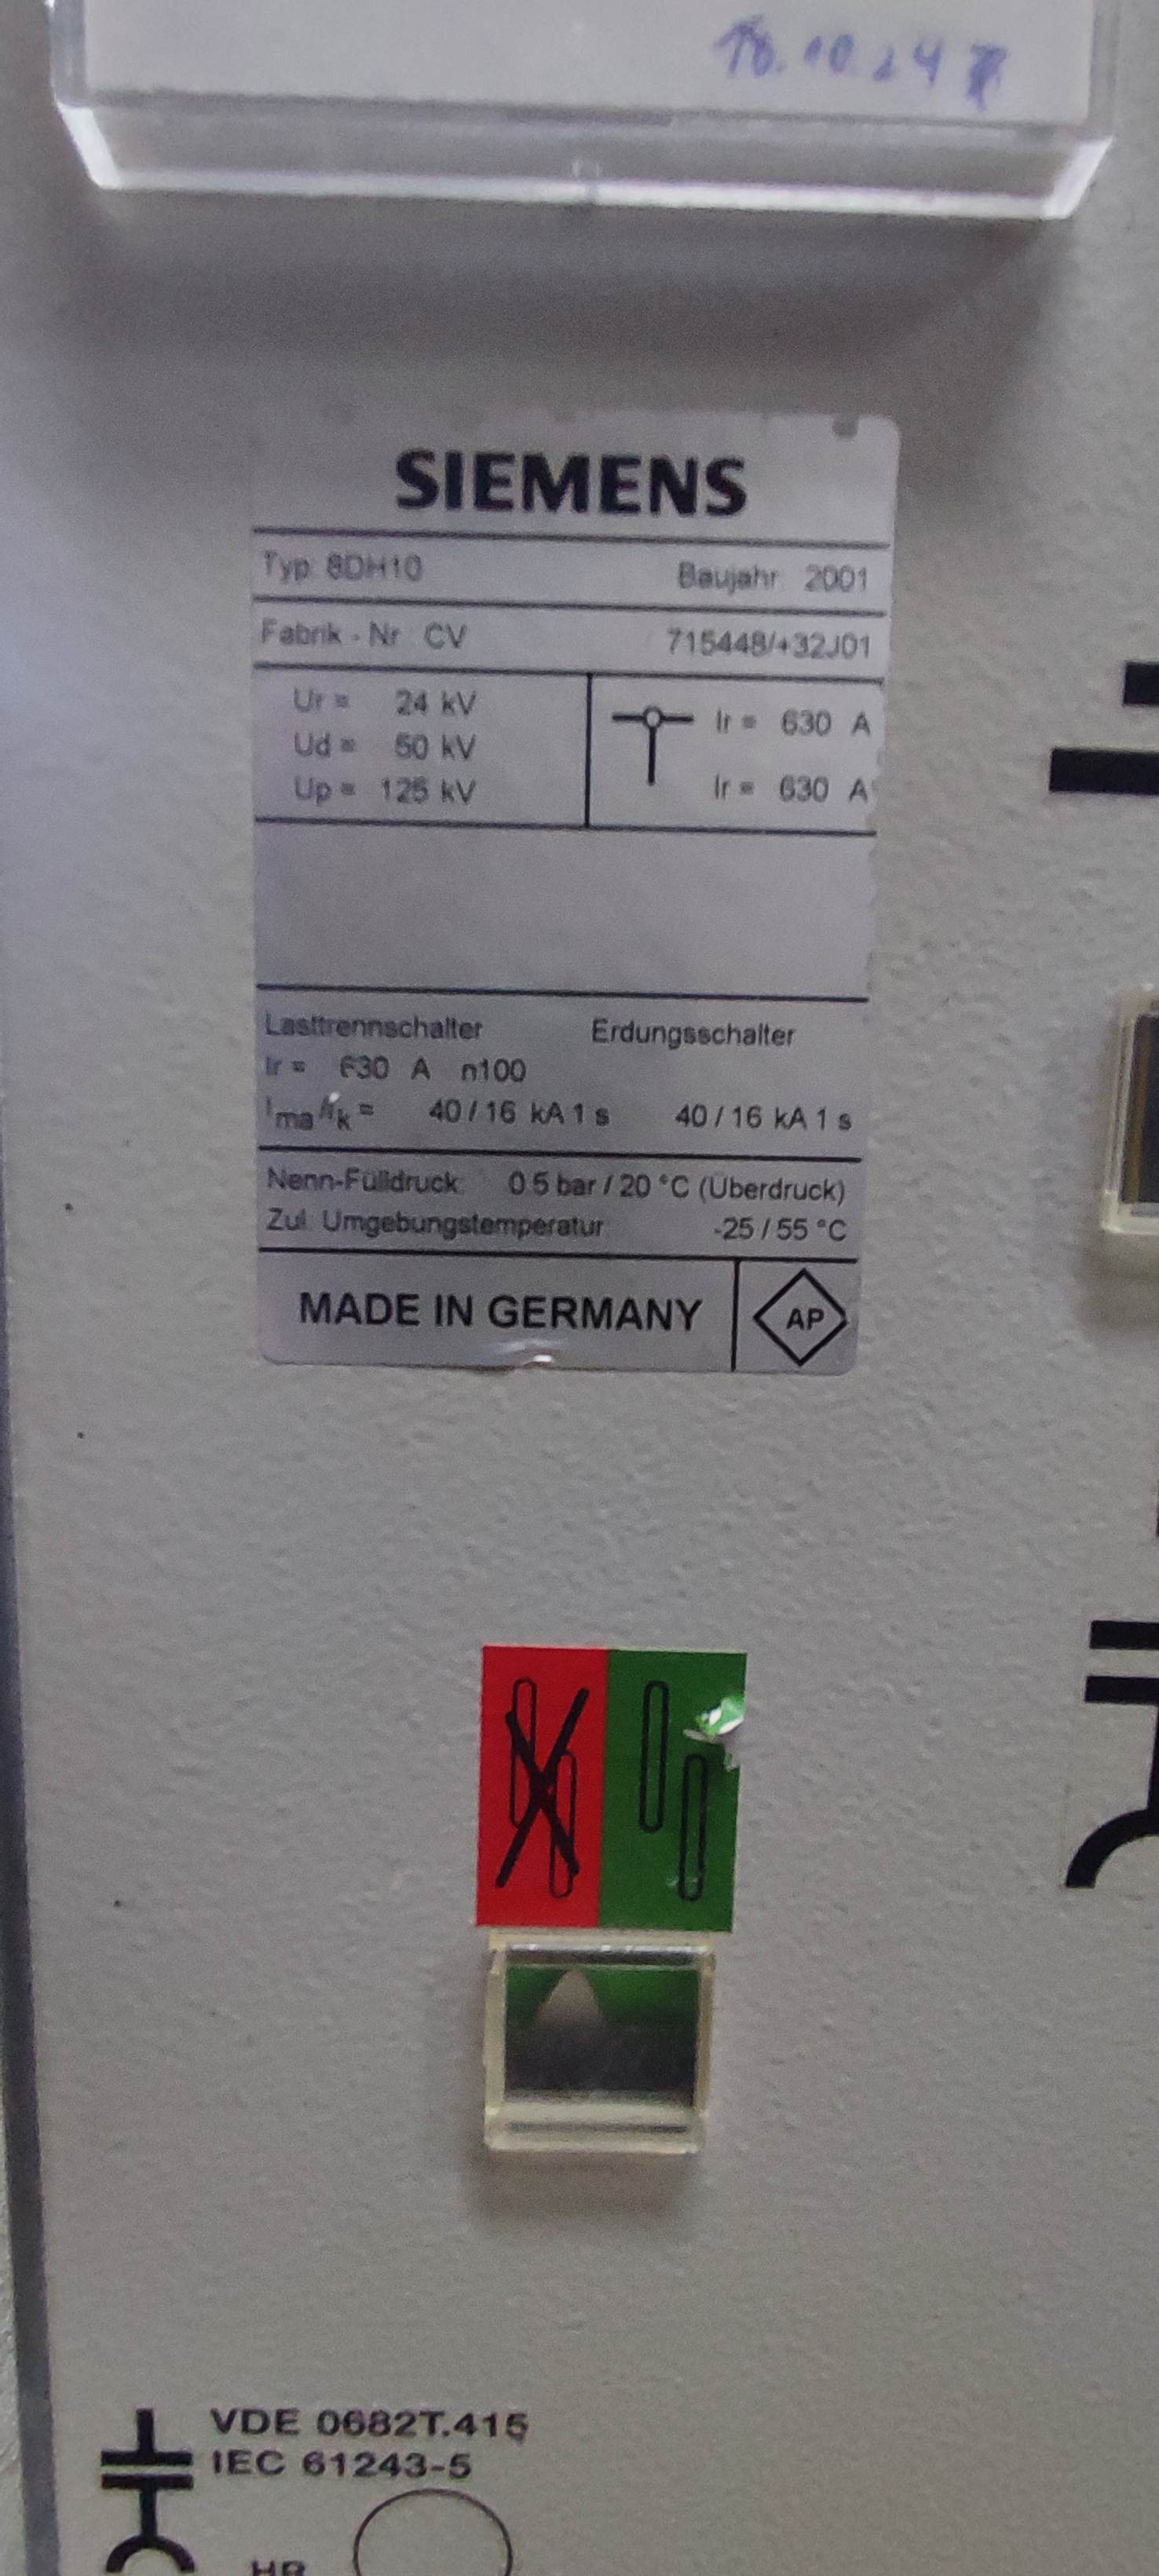 18.10.24
SIEMENS
Typ 8DH10 Baujahr 2001
Fabrik - Nr CV 715448/+32J01
Ur = 24 kV
Ud = 50 kV
Up = 125 kV
Ir = 630 A
Ir = 630 A
Lasttrennschalter Erdungsschalter
Ir = 630 A n100
Ima/Ik = 40 / 16 kA 1 s 40 / 16 kA 1 s
Nenn-Fülldruck 0.5 bar / 20 °C (Überdruck)
Zul. Umgebungstemperatur -25 / 55 °C
MADE IN GERMANY AP
VDE 0682T.415
IEC 61243-5
HR